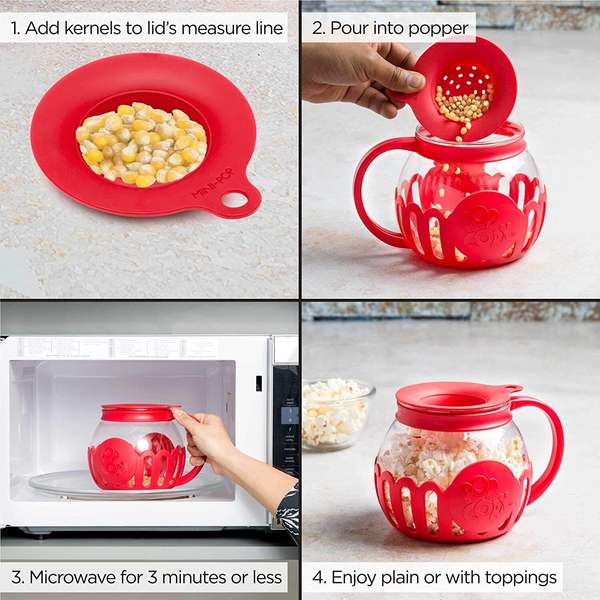 1. Add kernels to lid's measure line
2. Pour into popper
MINI-POP
3. Microwave for 3 minutes or less
4. Enjoy plain or with toppings